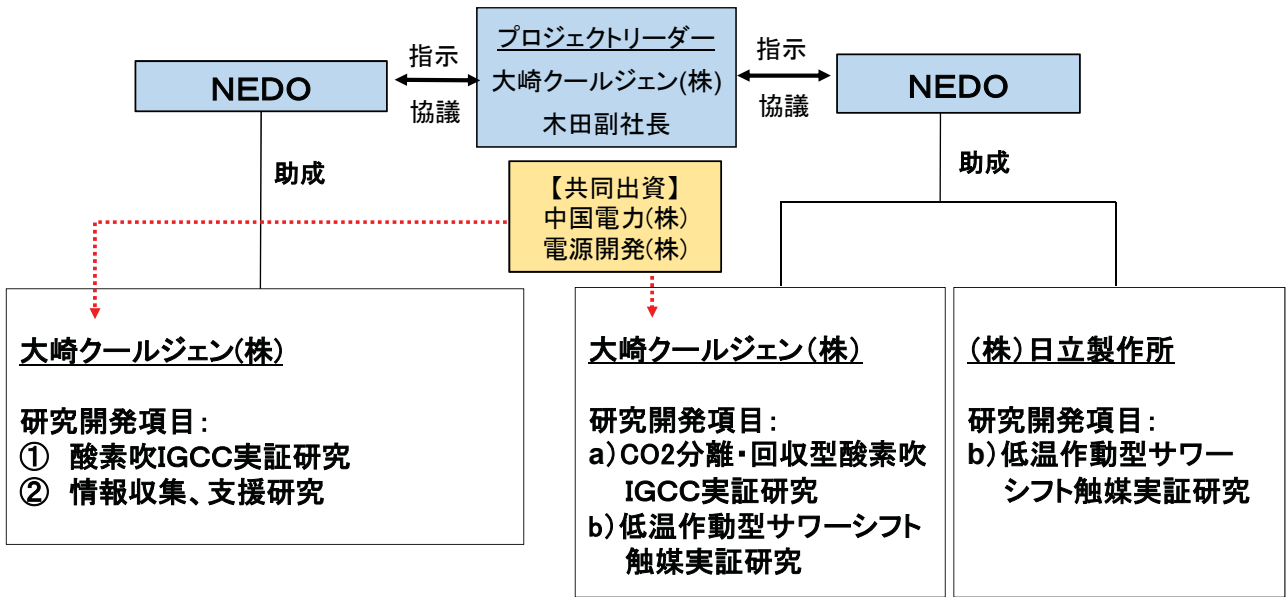 プロジェクトリーダー
大崎クールジェン(株)
木田副社長
指示
協議
指示
協議
NEDO
NEDO
助成
助成
【共同出資】
中国電力(株)
電源開発(株)
大崎クールジェン(株)
研究開発項目：
① 酸素吹IGCC実証研究
② 情報収集、支援研究
大崎クールジェン(株)
研究開発項目：
a)CO2分離・回収型酸素吹
IGCC実証研究
b)低温作動型サワーシフト
触媒実証研究
(株)日立製作所
研究開発項目：
b)低温作動型サワー
シフト触媒実証研究